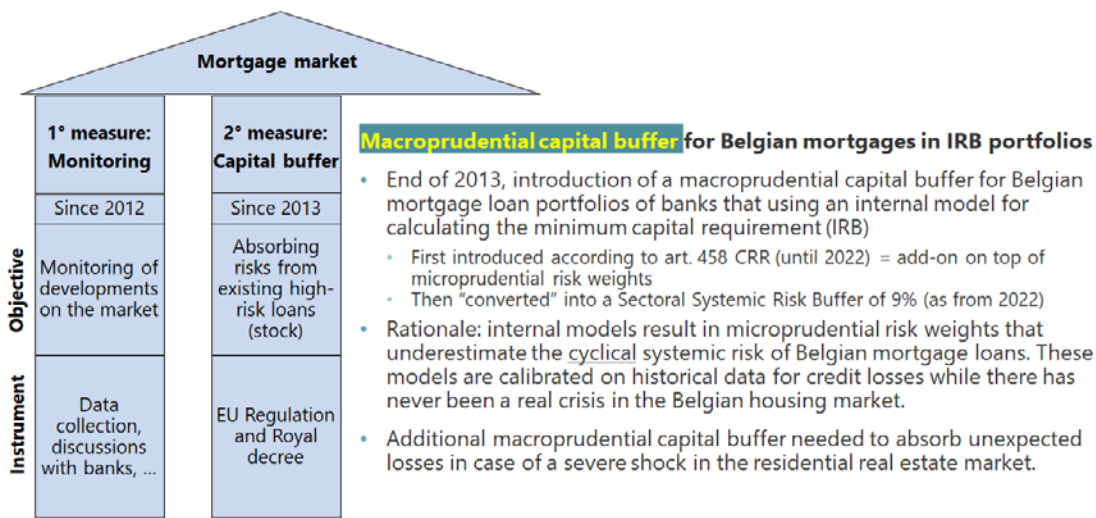 Mortgage market
1° measure:
Monitoring
Since 2012
Objective
Monitoring of
developments
on the market
Instrument
Data
collection,
discussions
with banks, ...
2° measure:
Capital buffer
Since 2013
Absorbing
risks from
existing high-
risk loans
(stock)
EU Regulation
and Royal
decree
Macroprudential capital buffer for Belgian mortgages in IRB portfolios
• End of 2013, introduction of a macroprudential capital buffer for Belgian
mortgage loan portfolios of banks that using an internal model for
calculating the minimum capital requirement (IRB)
• First introduced according to art. 458 CRR (until 2022) = add-on on top of
microprudential risk weights
• Then “converted” into a Sectoral Systemic Risk Buffer of 9% (as from 2022)
• Rationale: internal models result in microprudential risk weights that
underestimate the cyclical systemic risk of Belgian mortgage loans. These
models are calibrated on historical data for credit losses while there has
never been a real crisis in the Belgian housing market.
• Additional macroprudential capital buffer needed to absorb unexpected
losses in case of a severe shock in the residential real estate market.